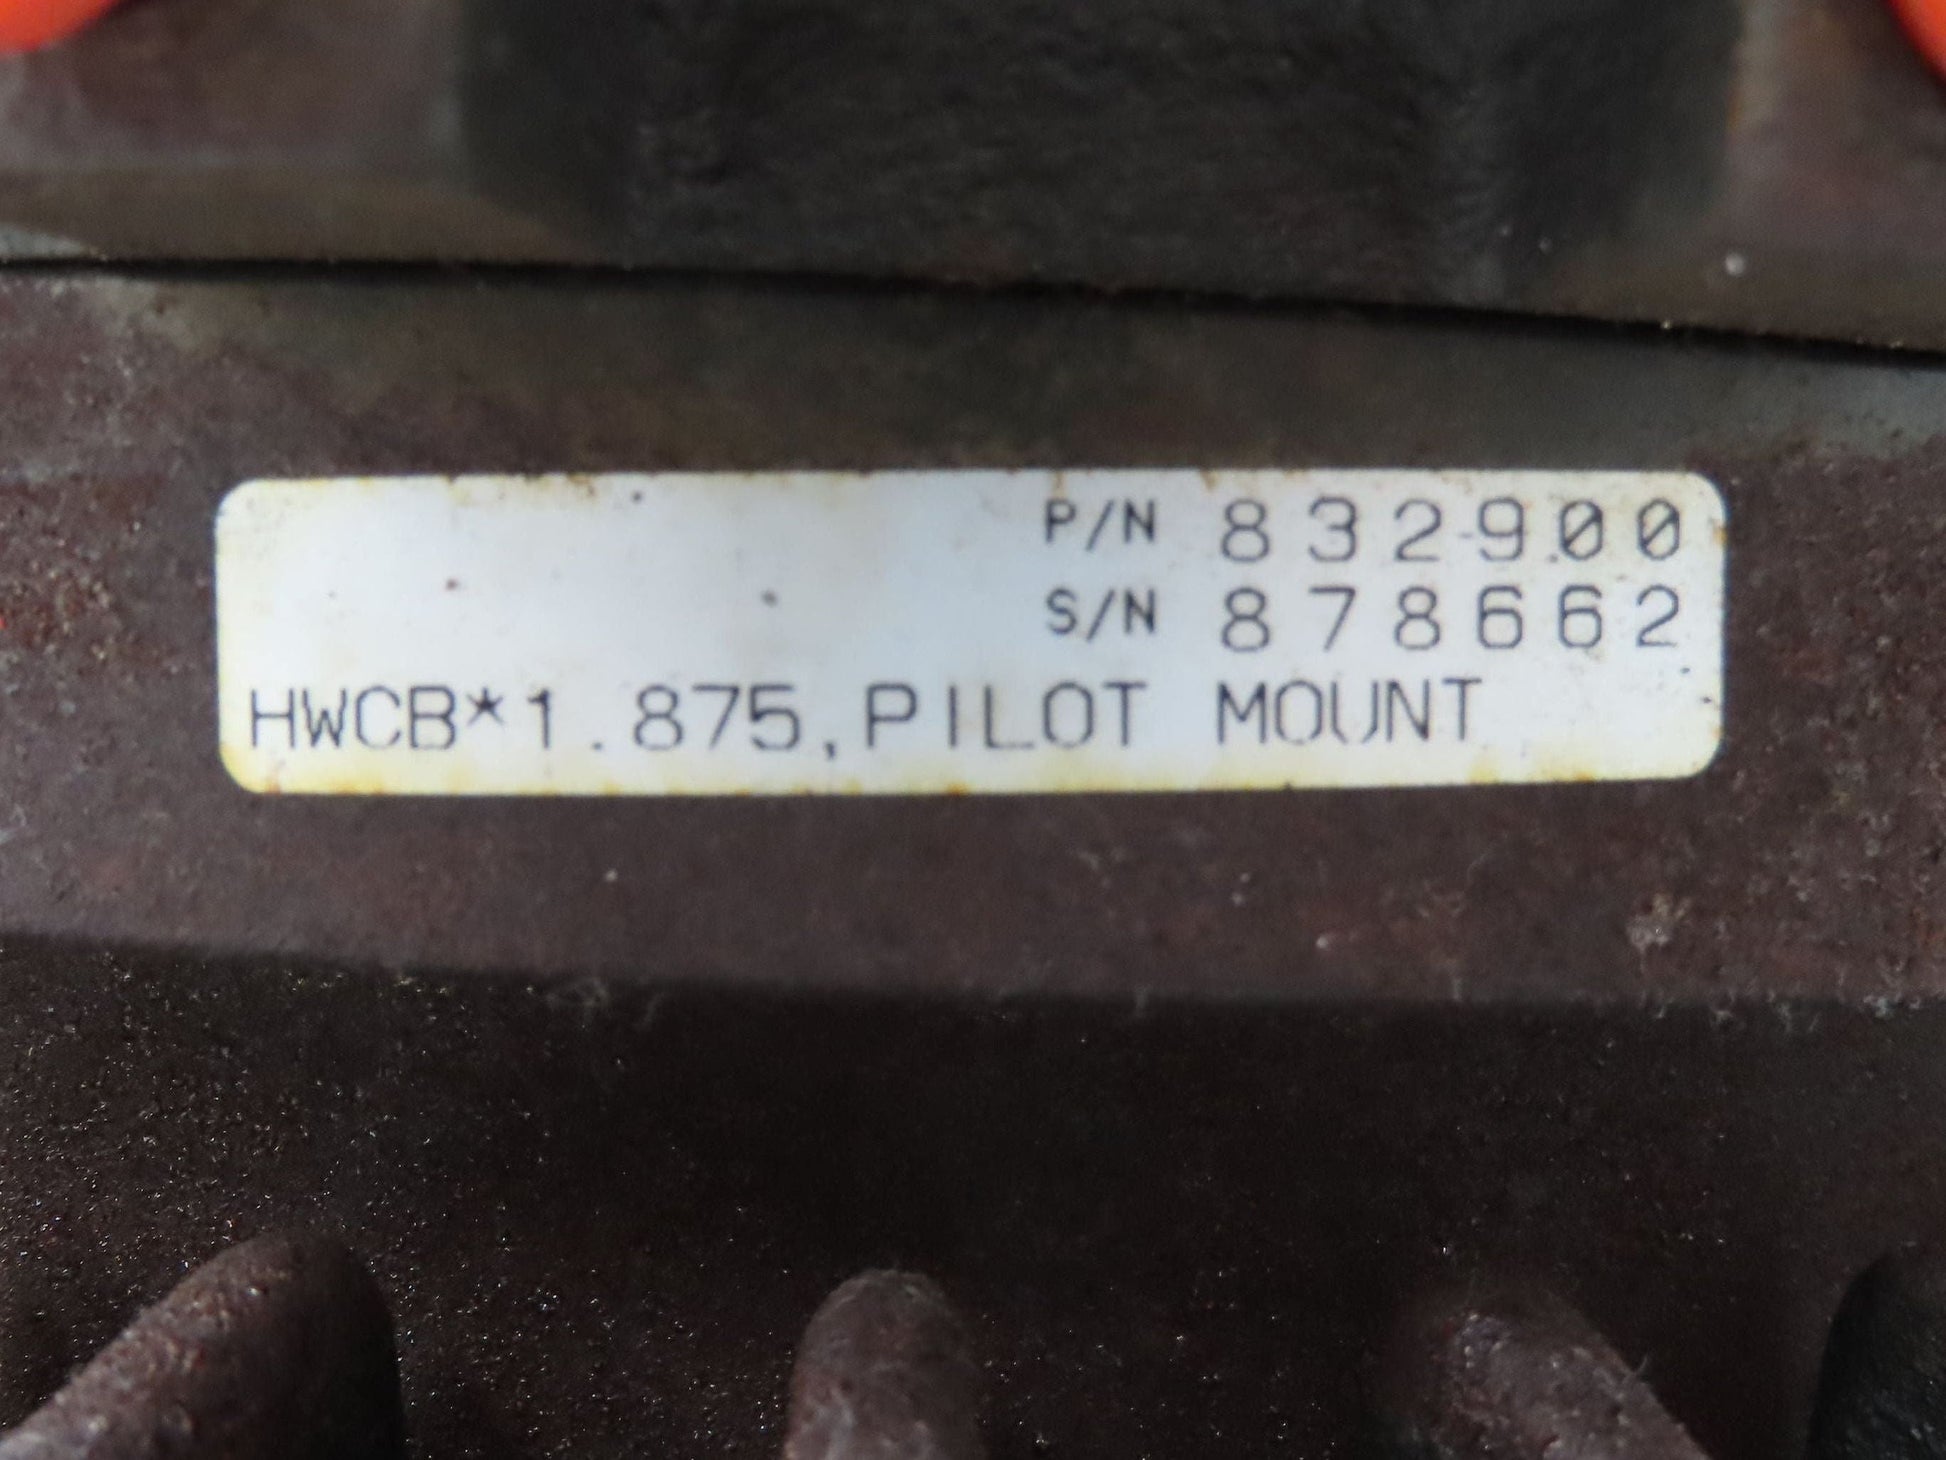 P/N 832900
S/N 878662
HWCB*1.875,PILOT MOUNT